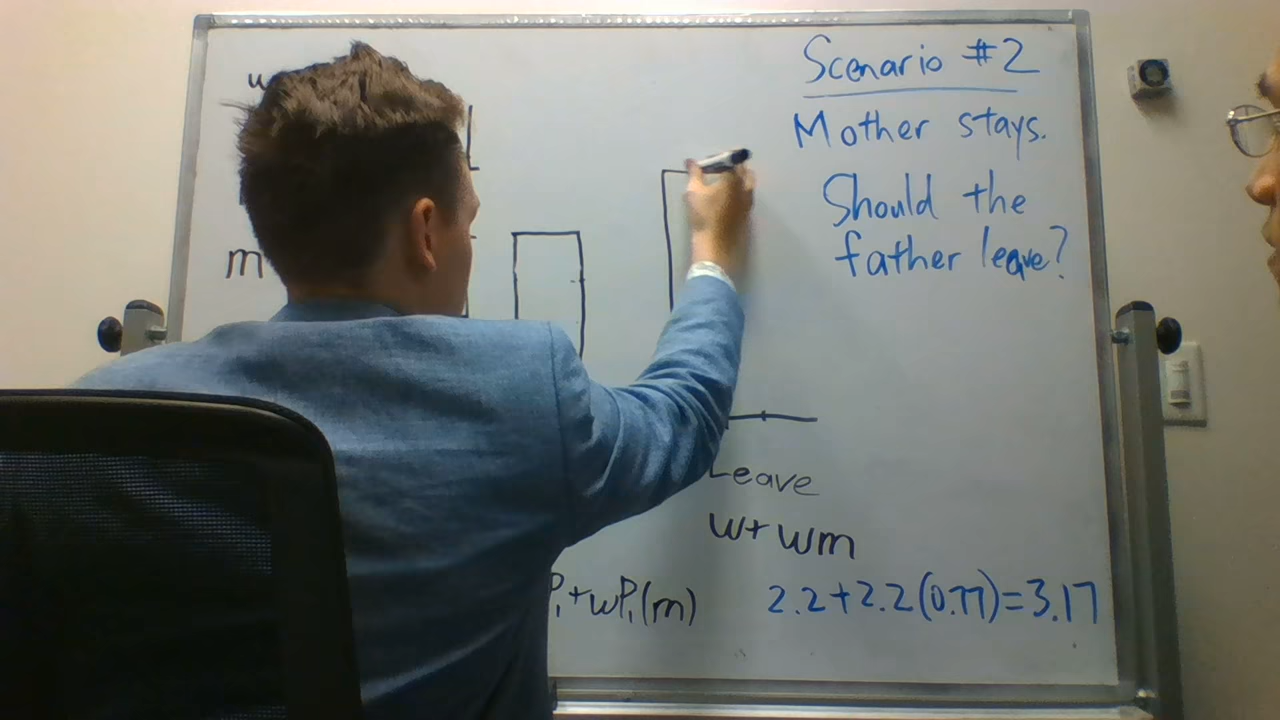 Scenario #2
Mother stays.
Should the
father leave?
m
Leave
w+wm
P₁+wP₁(m)
2.2+2.2(0.77)=3.17